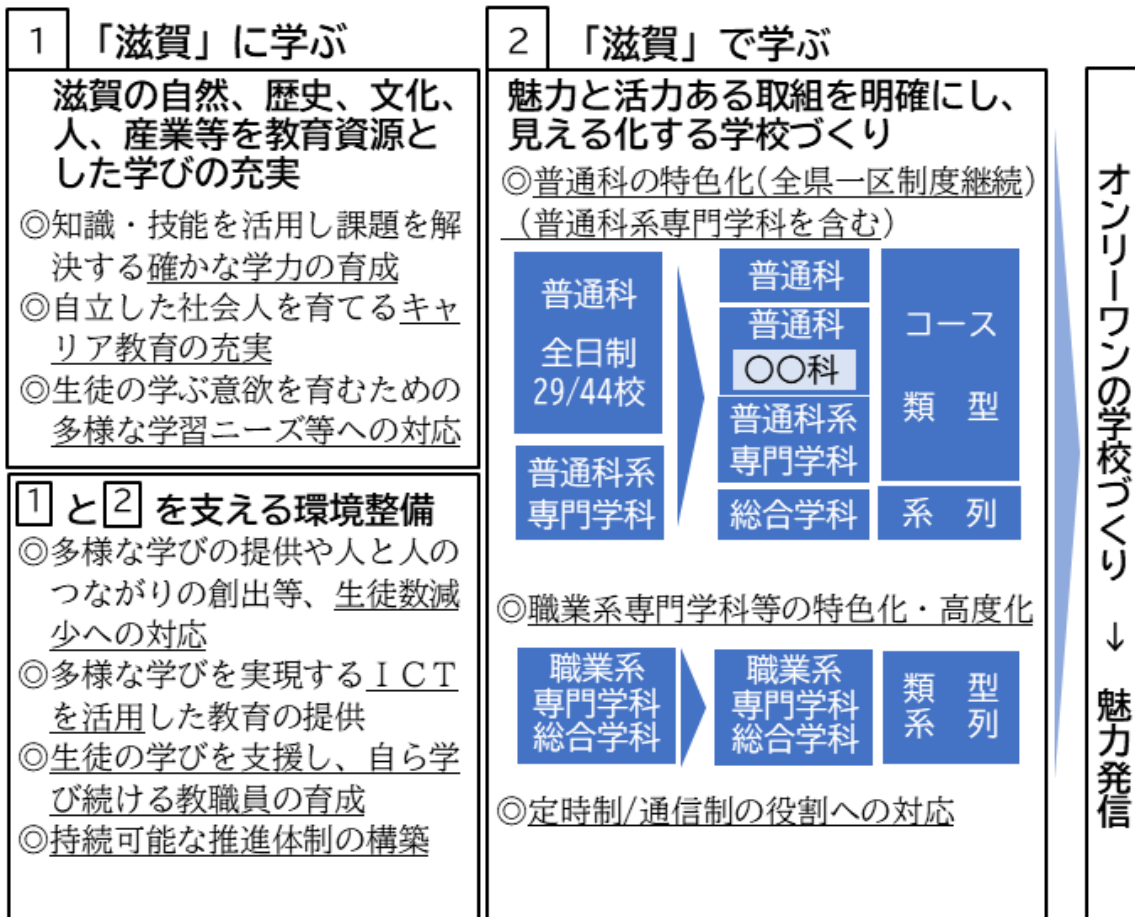 1 「滋賀」に学ぶ
滋賀の自然、歴史、文化、
人、産業等を教育資源と
した学びの充実
◎知識・技能を活用し課題を解
決する確かな学力の育成
◎自立した社会人を育てるキャ
リア教育の充実
◎生徒の学ぶ意欲を育むための
多様な学習ニーズ等への対応
1 と 2 を支える環境整備
◎多様な学びの提供や人と人の
つながりの創出等、生徒数減
少への対応
◎多様な学びを実現するＩＣＴ
を活用した教育の提供
◎生徒の学びを支援し、自ら学
び続ける教職員の育成
◎持続可能な推進体制の構築
2 「滋賀」で学ぶ
魅力と活力ある取組を明確にし、
見える化する学校づくり
◎普通科の特色化(全県一区制度継続)
（普通科系専門学科を含む）
普通科
全日制
29/44校
普通科系
専門学科
普通科
普通科
〇〇科
普通科系
専門学科
総合学科
コース
類　型
系　列
◎職業系専門学科等の特色化・高度化
職業系
専門学科
総合学科
職業系
専門学科
総合学科
類　型
系　列
◎定時制/通信制の役割への対応
オンリーワンの学校づくり　↓　魅力発信